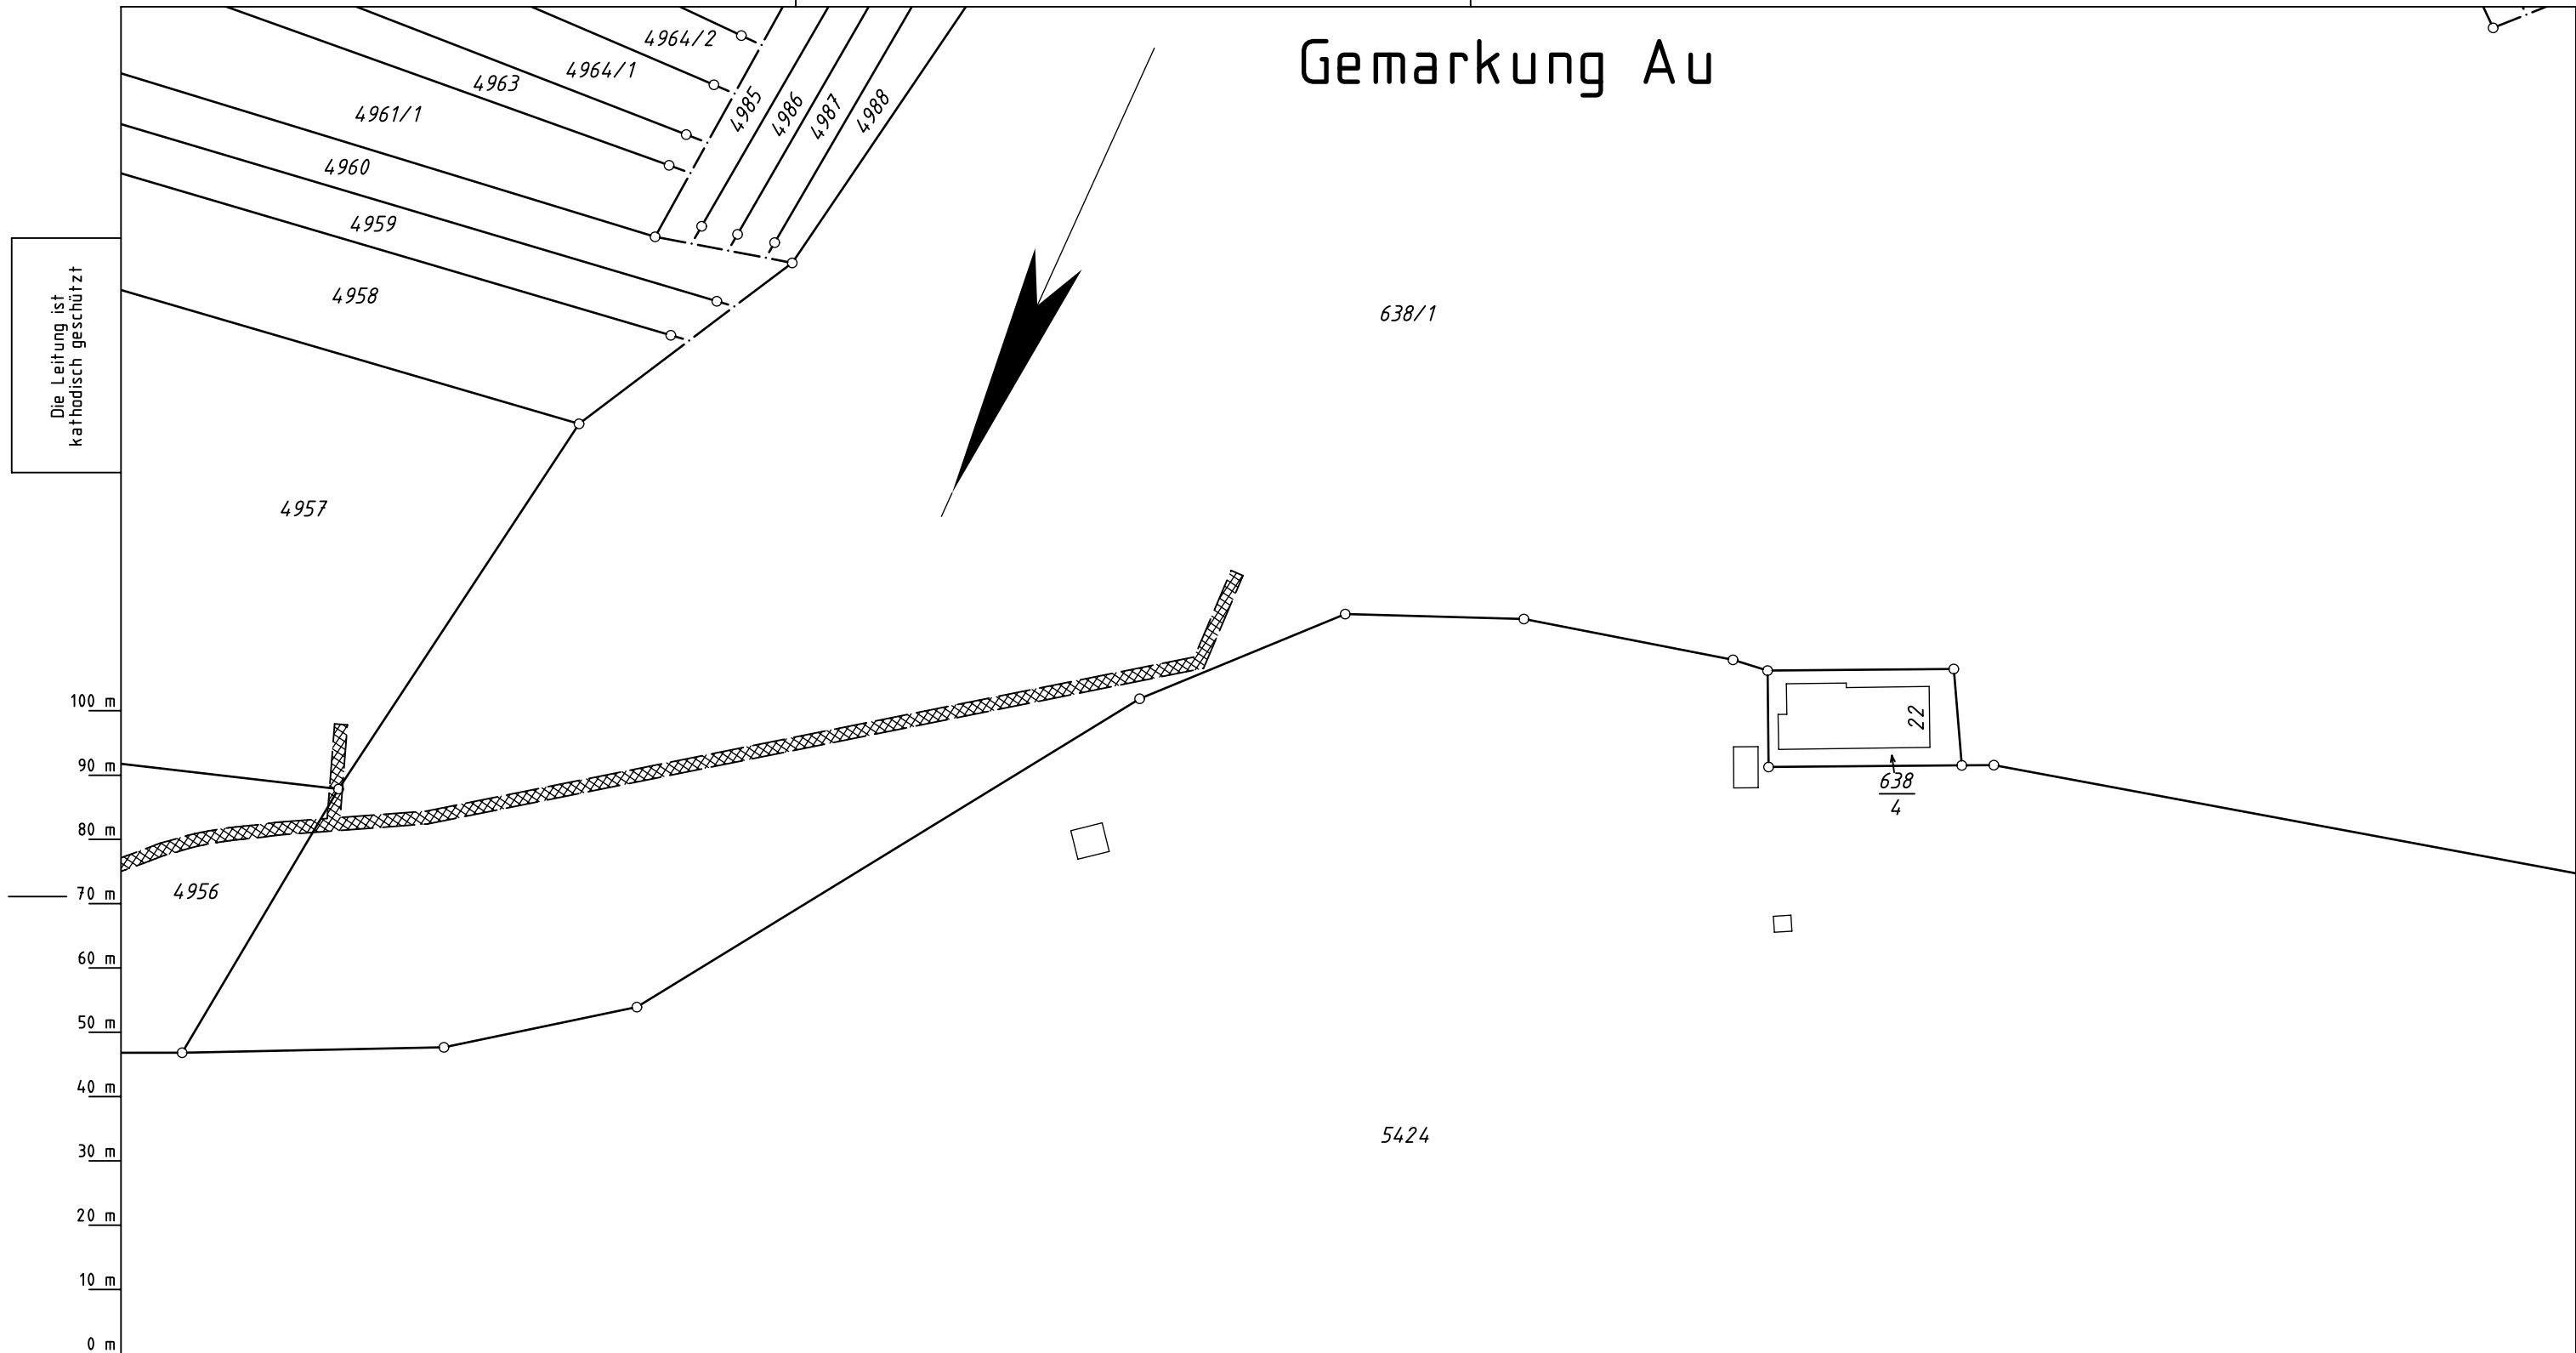 Gemarkung Au
4964/2
4964/1
4963
4961/1
4960
4959
4958
4957
4956
4985
4986
4987
4988
638/1
Die Leitung ist
kathodisch geschützt
22
638
4
5424
100 m
90 m
80 m
70 m
60 m
50 m
40 m
30 m
20 m
10 m
0 m